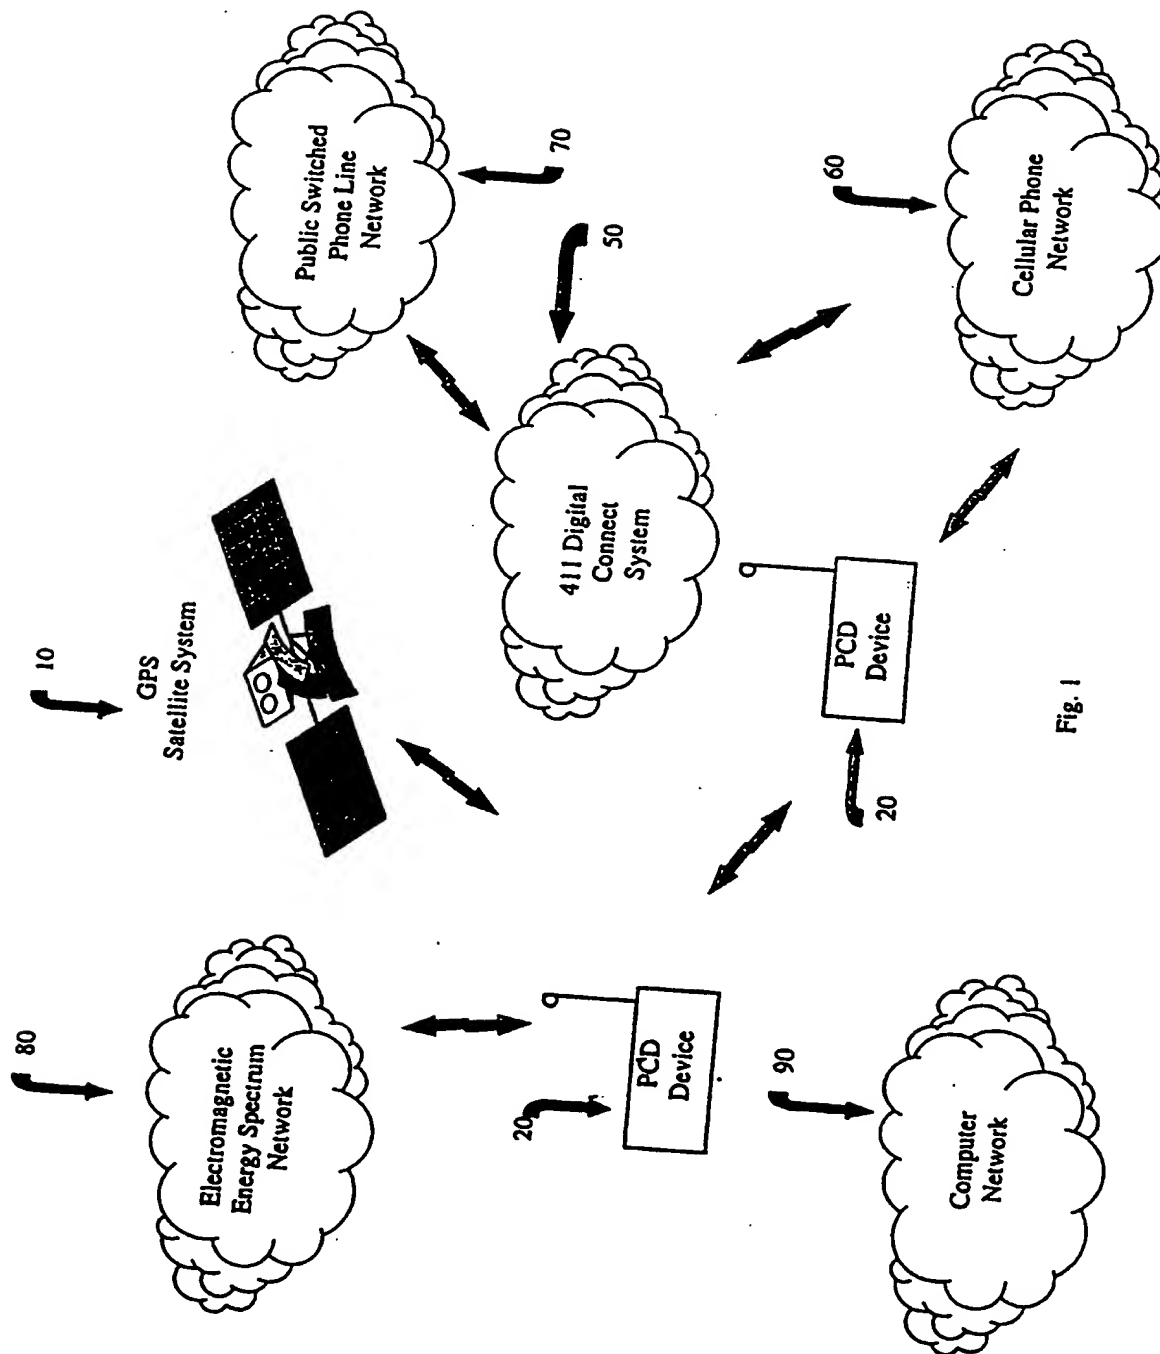 80
10
Electromagnetic
Energy Spectrum
Network
GPS
Satellite System
Public Switched
Phone Line
Network
70
50
411 Digital
Connect
System
20
PCD
Device
60
90
20
PCD
Device
Computer
Network
Cellular Phone
Network
Fig. 1